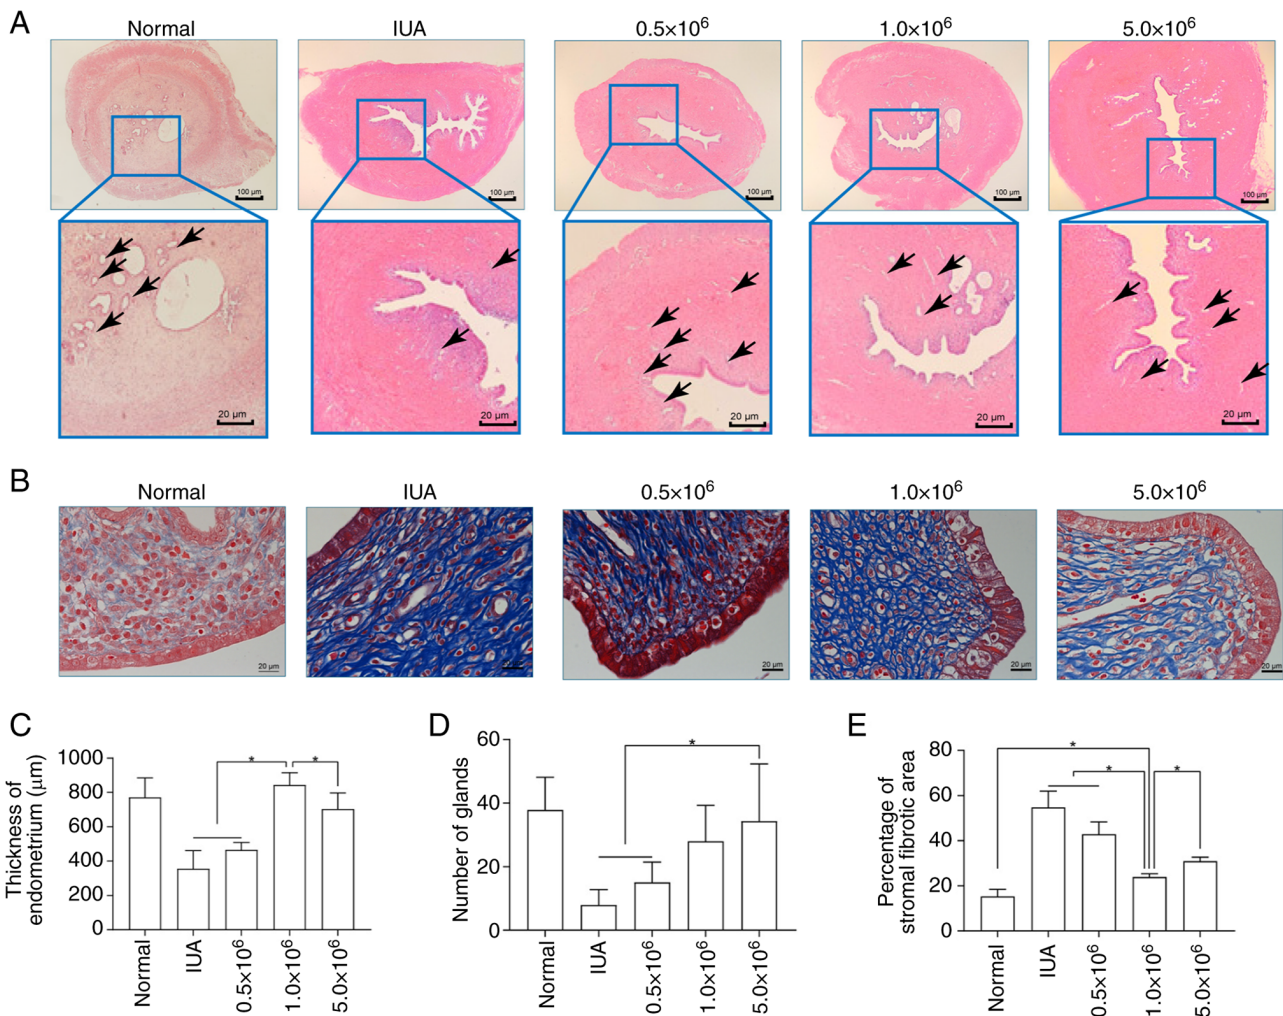 A
Normal
IUA
0.5×10⁶
1.0×10⁶
5.0×10⁶
100 µm
100 µm
100 µm
100 µm
100 µm
20 µm
20 µm
20 µm
20 µm
20 µm
B
Normal
IUA
0.5×10⁶
1.0×10⁶
5.0×10⁶
20 µm
20 µm
20 µm
20 µm
C
Thickness of
endometrium (µm)
1000
800
600
400
200
0
*
*
Normal
IUA
0.5×10⁶
1.0×10⁶
5.0×10⁶
D
Number of glands
60
40
20
0
*
Normal
IUA
0.5×10⁶
1.0×10⁶
5.0×10⁶
E
Percentage of
stromal fibrotic area
80
60
40
20
0
*
*
*
Normal
IUA
0.5×10⁶
1.0×10⁶
5.0×10⁶